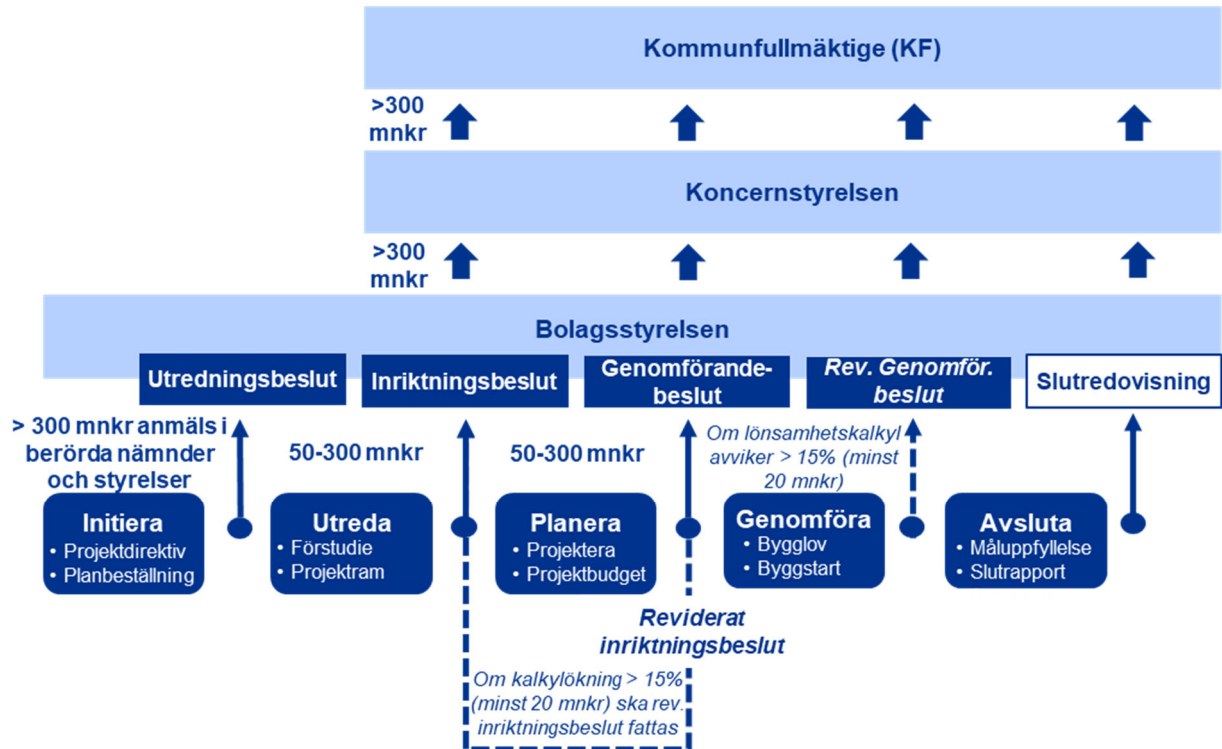 Kommunfullmäktige (KF)
>300
mnkr
Koncernstyrelsen
>300
mnkr
Bolagsstyrelsen
Utredningsbeslut
Inriktningsbeslut
Genomförande-
beslut
Rev. Genomför.
beslut
Slutredovisning
> 300 mnkr anmäls i
berörda nämnder
och styrelser
50-300 mnkr
50-300 mnkr
Om lönsamhetskalkyl
avviker > 15% (minst
20 mnkr)
Initiera
• Projektdirektiv
• Planbeställning
Utreda
• Förstudie
• Projektram
Planera
• Projektera
• Projektbudget
Genomföra
• Bygglov
• Byggstart
Avsluta
• Måluppfyllelse
• Slutrapport
Reviderat
inriktningsbeslut
Om kalkylökning > 15%
(minst 20 mnkr) ska rev.
inriktningsbeslut fattas